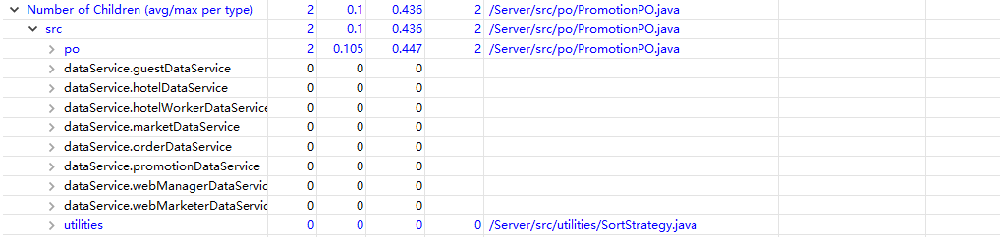 Number of Children (avg/max per type) 2 0.1 0.436 2 /Server/src/po/PromotionPO.java
src 2 0.1 0.436 2 /Server/src/po/PromotionPO.java
po 2 0.105 0.447 2 /Server/src/po/PromotionPO.java
dataService.guestDataService 0 0 0
dataService.hotelDataService 0 0 0
dataService.hotelWorkerDataService 0 0 0
dataService.marketDataService 0 0 0
dataService.orderDataService 0 0 0
dataService.promotionDataService 0 0 0
dataService.webManagerDataServic 0 0 0
dataService.webMarketerDataServic 0 0 0
utilities 0 0 0 0 /Server/src/utilities/SortStrategy.java